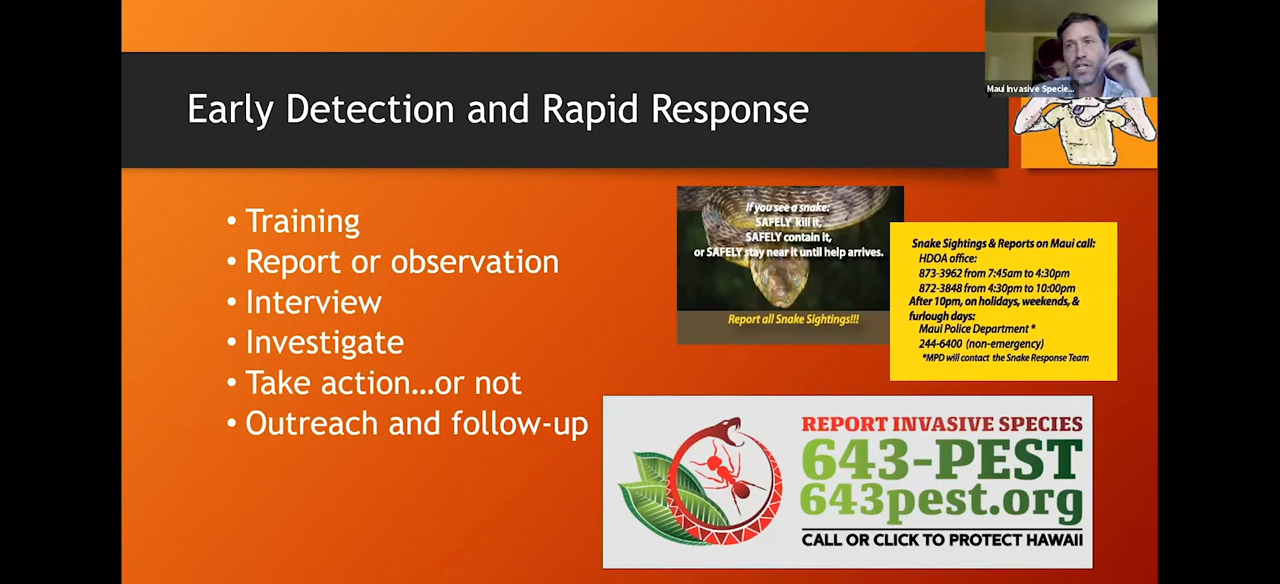 Maui Invasive Specie...
Early Detection and Rapid Response
• Training
• Report or observation
• Interview
• Investigate
• Take action...or not
• Outreach and follow-up
If you see a snake:
SAFELY kill it,
SAFELY contain it,
or SAFELY stay near it until help arrives.
Report all Snake Sightings!!!
Snake Sightings & Reports on Maui call:
HDOA office:
873-3962 from 7:45am to 4:30pm
872-3848 from 4:30pm to 10:00pm
After 10pm, on holidays, weekends, &
furlough days:
Maui Police Department *
244-6400 (non-emergency)
*MPD will contact the Snake Response Team
REPORT INVASIVE SPECIES
643-PEST
643pest.org
CALL OR CLICK TO PROTECT HAWAII